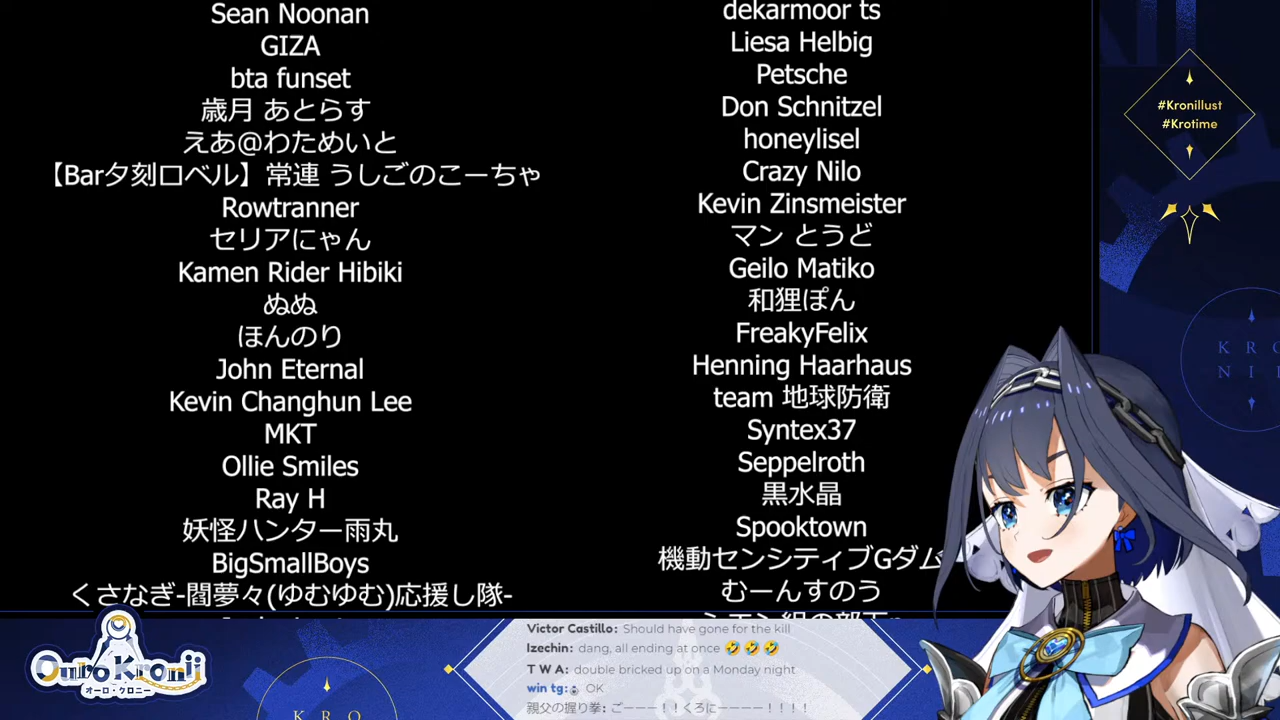 Sean Noonan
GIZA
bta funset
歳月 あとらす
えあ@わためいと
【Bar夕刻ロベル】常連 うしごのこーちゃ
Rowtranner
セリアにゃん
Kamen Rider Hibiki
ぬぬ
ほんのり
John Eternal
Kevin Changhun Lee
MKT
Ollie Smiles
Ray H
妖怪ハンター雨丸
BigSmallBoys
くさなぎ-閻夢々(ゆむゆむ)応援し隊-
dekarmoor ts
Liesa Helbig
Petsche
Don Schnitzel
honeylisel
Crazy Nilo
Kevin Zinsmeister
マン とうど
Geilo Matiko
和狸ぽん
FreakyFelix
Henning Haarhaus
team 地球防衛
Syntex37
Seppelroth
黒水晶
Spooktown
機動センシティブGダム
むーんすのう
#Kronillust
#Krotime
KRO
NII
Ouro Kronii
オーロ・クロニー
KRO
Victor Castillo: Should have gone for the kill
Izechin: dang, all ending at once 🤣🤣🤣
T W A: double bricked up on a Monday night
win tg: OK
親父の握り拳: ごーーー！！くろにーーーー！！！！